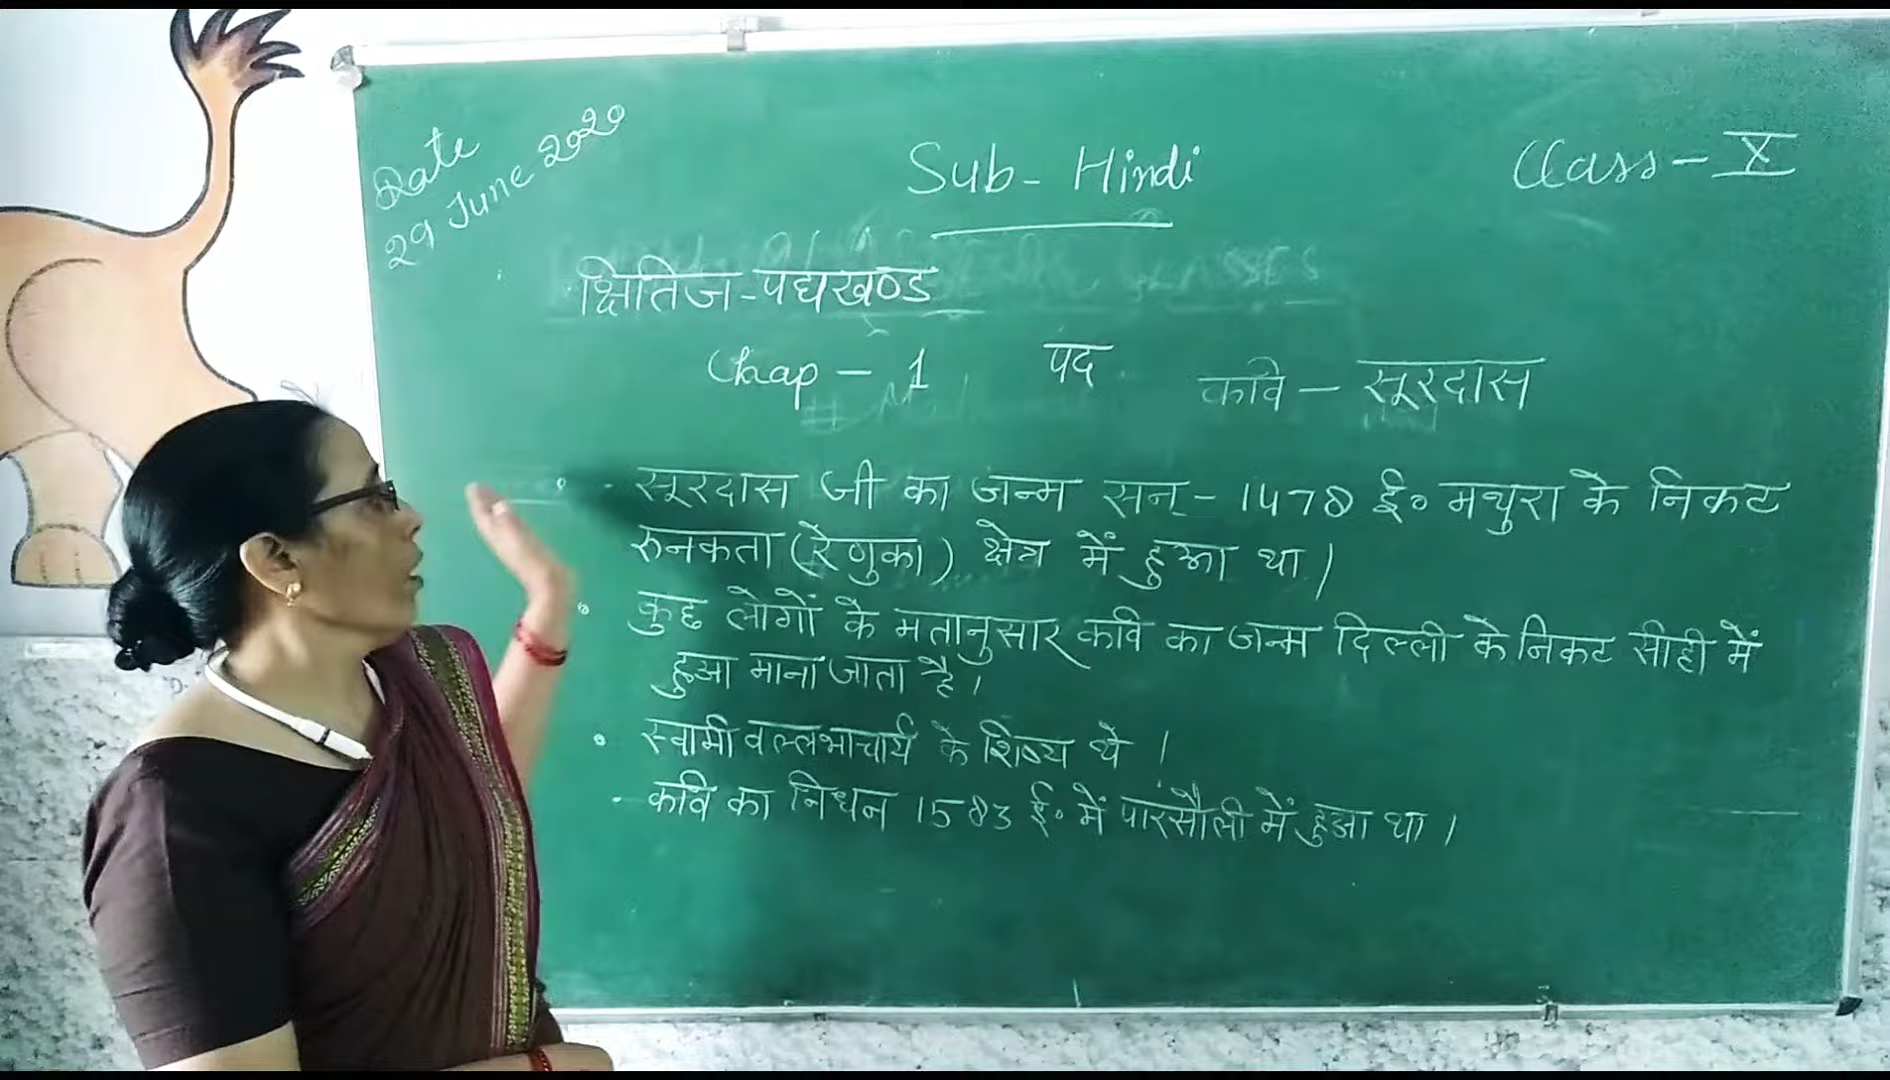 Date
29 June 2020
Sub - Hindi
Class - X
क्षितिज - पद्यखण्ड
Chap - 1 पद कवि - सूरदास
सूरदास जी का जन्म सन् - 1478 ई० मथुरा के निकट
रुनकता (रेणुका) क्षेत्र में हुआ था।
• कुछ लोगों के मतानुसार कवि का जन्म दिल्ली के निकट सीही में
हुआ माना जाता है।
• स्वामी वल्लभाचार्य के शिष्य थे।
• कवि का निधन 1583 ई० में पारसौली में हुआ था।